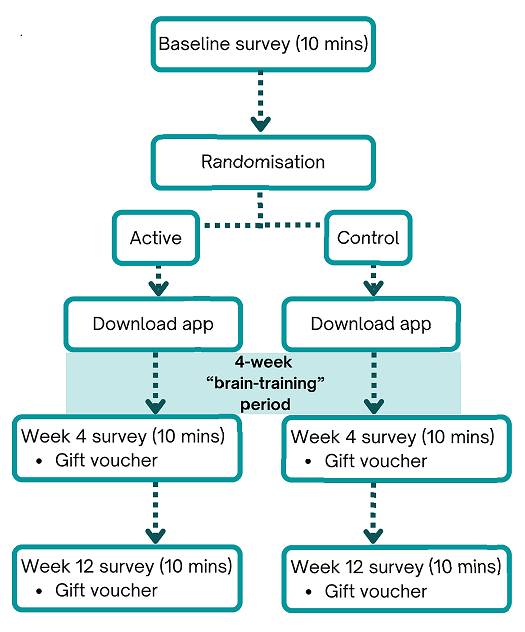 Baseline survey (10 mins)
Randomisation
Active
Control
Download app
Download app
4-week
“brain-training”
period
Week 4 survey (10 mins)
• Gift voucher
Week 4 survey (10 mins)
• Gift voucher
Week 12 survey (10 mins)
• Gift voucher
Week 12 survey (10 mins)
• Gift voucher